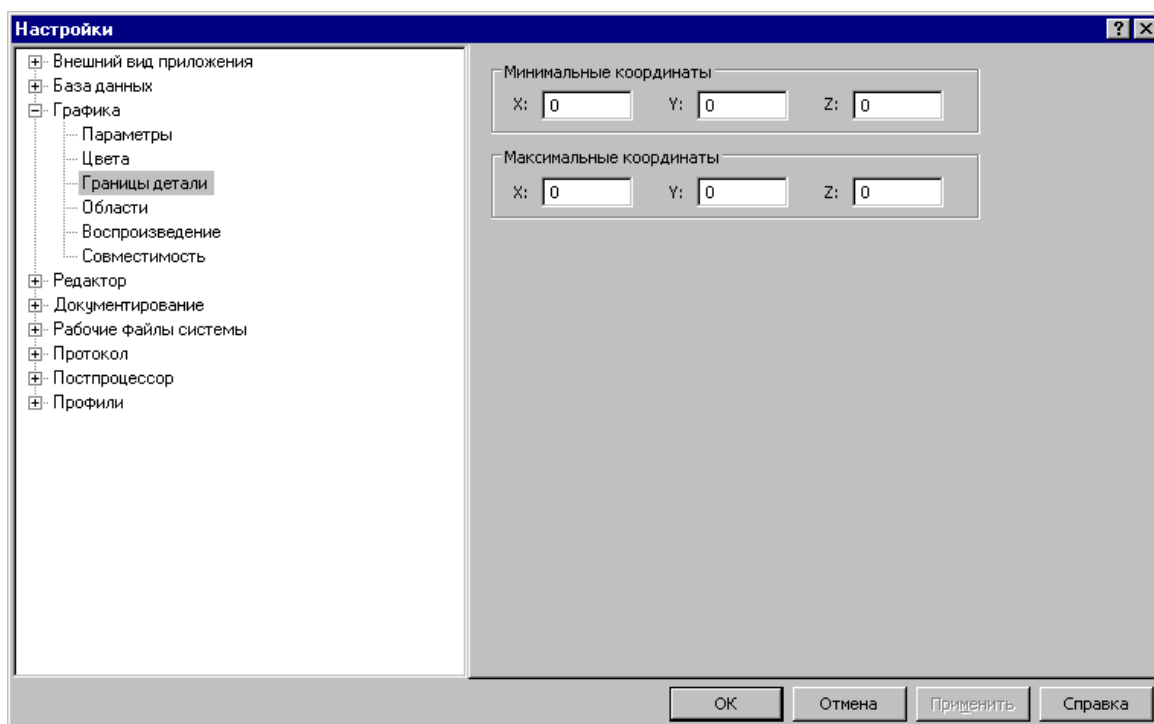 Настройки
Внешний вид приложения
База данных
Графика
Параметры
Цвета
Границы детали
Области
Воспроизведение
Совместимость
Редактор
Документирование
Рабочие файлы системы
Протокол
Постпроцессор
Профили
Минимальные координаты
X: 0 Y: 0 Z: 0
Максимальные координаты
X: 0 Y: 0 Z: 0
ОК Отмена Применить Справка